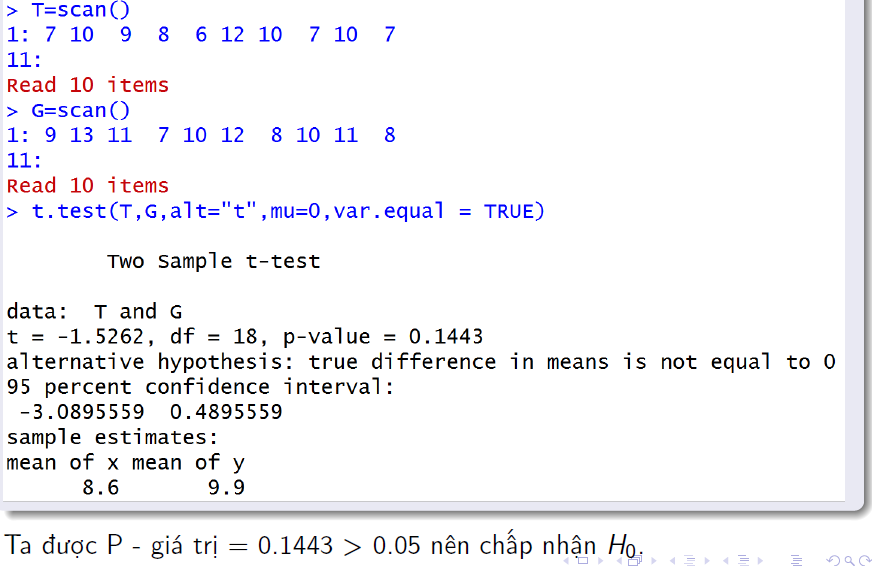 > T=scan()
1: 7 10  9  8  6 12 10  7 10  7
11:
Read 10 items
> G=scan()
1: 9 13 11  7 10 12  8 10 11  8
11:
Read 10 items
> t.test(T,G,alt="t",mu=0,var.equal = TRUE)
Two Sample t-test
data:  T and G
t = -1.5262, df = 18, p-value = 0.1443
alternative hypothesis: true difference in means is not equal to 0
95 percent confidence interval:
-3.0895559  0.4895559
sample estimates:
mean of x mean of y
8.6       9.9
Ta được P - giá trị = 0.1443 > 0.05 nên chấp nhận H₀.